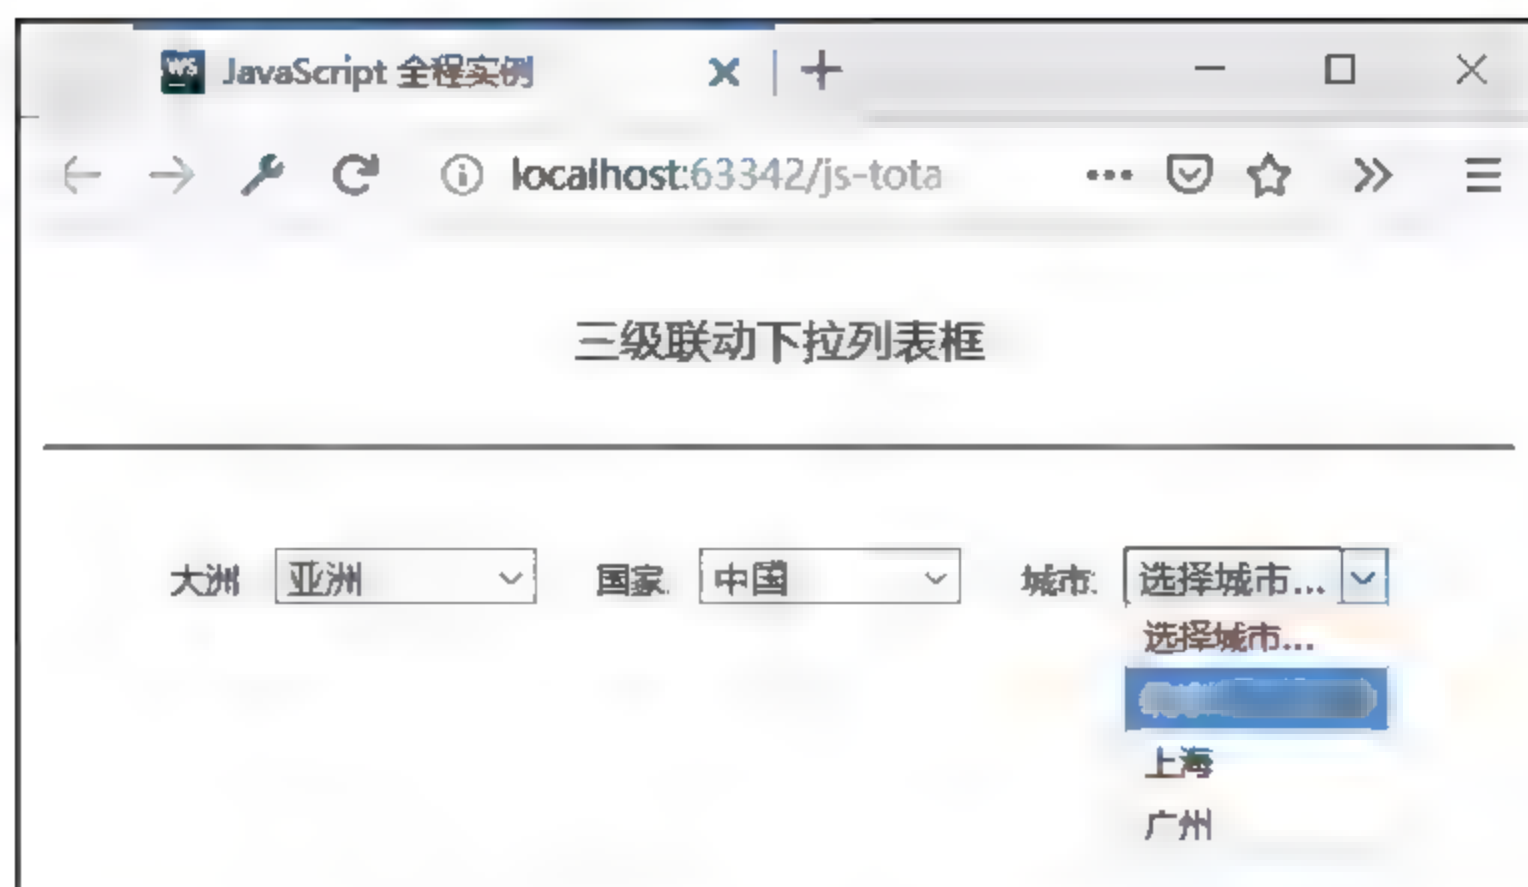 WS JavaScript 全程实例
localhost:63342/js-tota
三级联动下拉列表框
大洲 亚洲 国家 中国 城市: 选择城市...
选择城市...
上海
广州